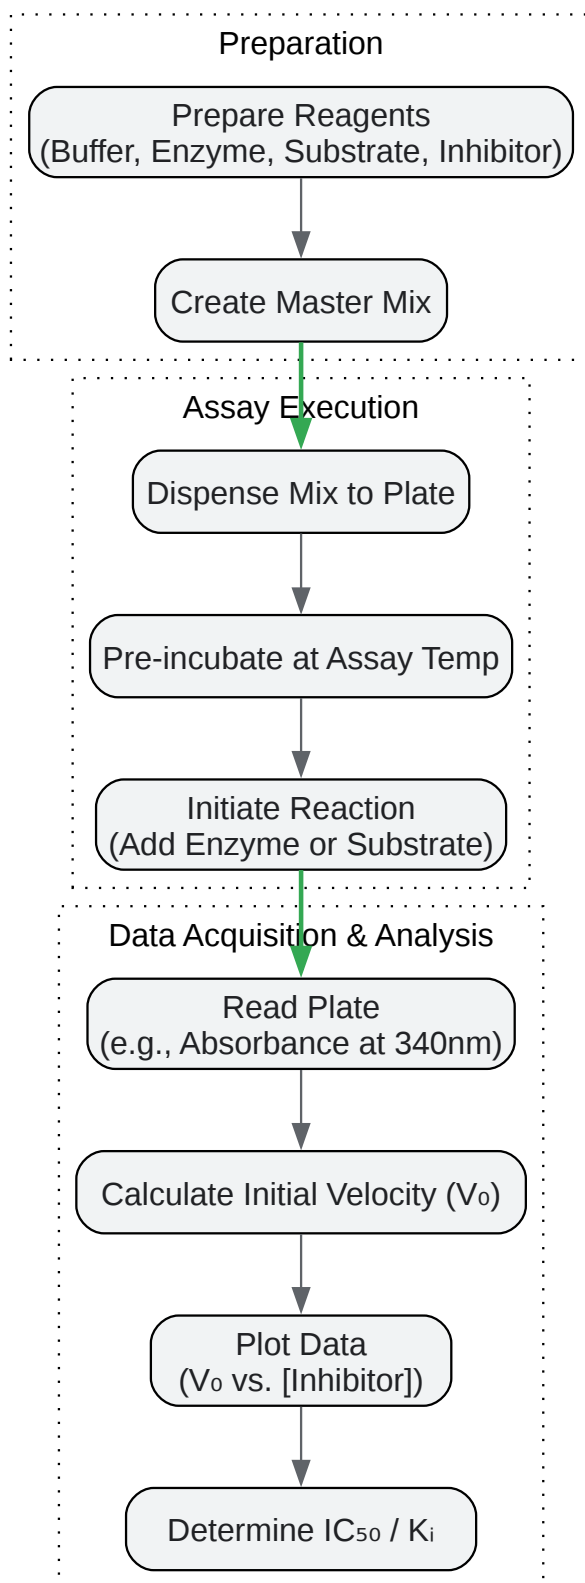 Preparation
Prepare Reagents
(Buffer, Enzyme, Substrate, Inhibitor)
Create Master Mix
Assay Execution
Dispense Mix to Plate
Pre-incubate at Assay Temp
Initiate Reaction
(Add Enzyme or Substrate)
Data Acquisition & Analysis
Read Plate
(e.g., Absorbance at 340nm)
Calculate Initial Velocity (V₀)
Plot Data
(V₀ vs. [Inhibitor])
Determine IC₅₀ / Kᵢ